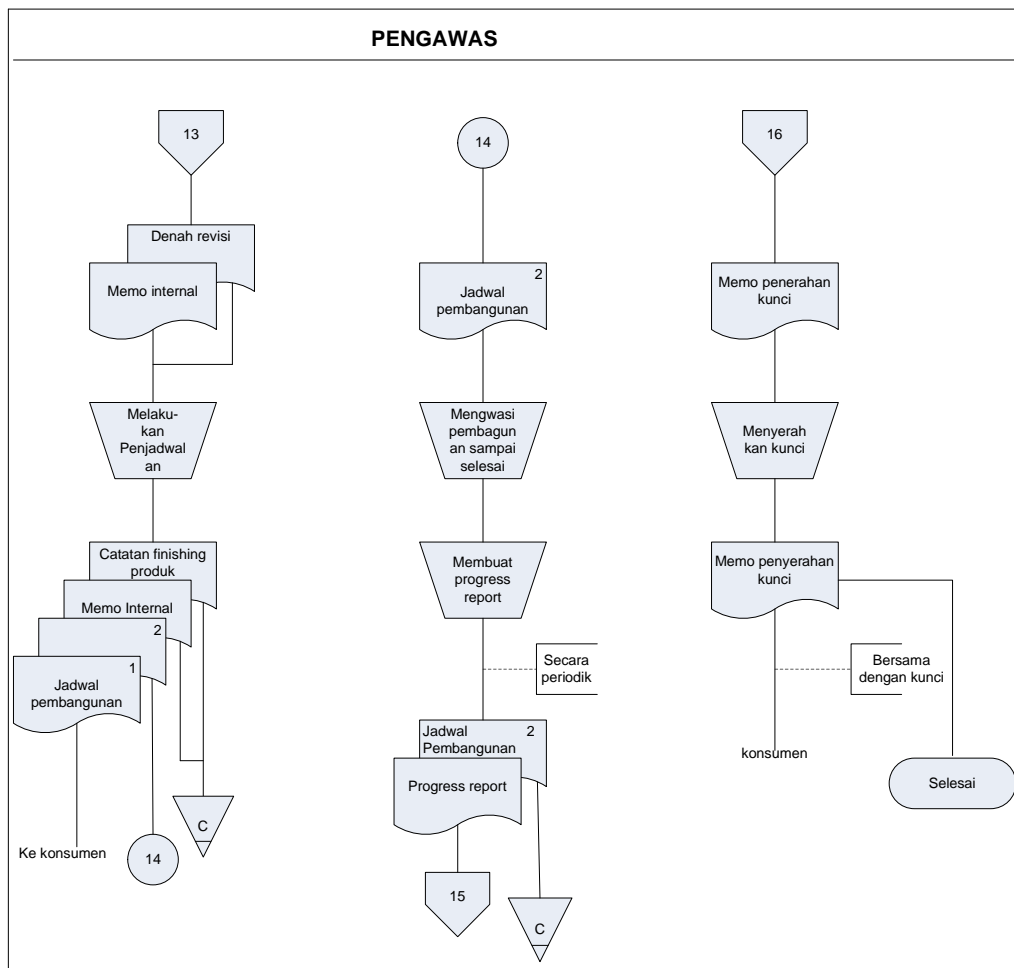 PENGAWAS
13
Denah revisi
Memo internal
Melaku-
kan
Penjadwal
an
Catatan finishing
produk
Memo Internal
2
1
Jadwal
pembangunan
Ke konsumen
14
C
14
2
Jadwal
pembangunan
Mengwasi
pembagun
an sampai
selesai
Membuat
progress
report
Secara
periodik
Jadwal 2
Pembangunan
Progress report
15
C
16
Memo penerahan
kunci
Menyerah
kan kunci
Memo penyerahan
kunci
Bersama
dengan kunci
konsumen
Selesai